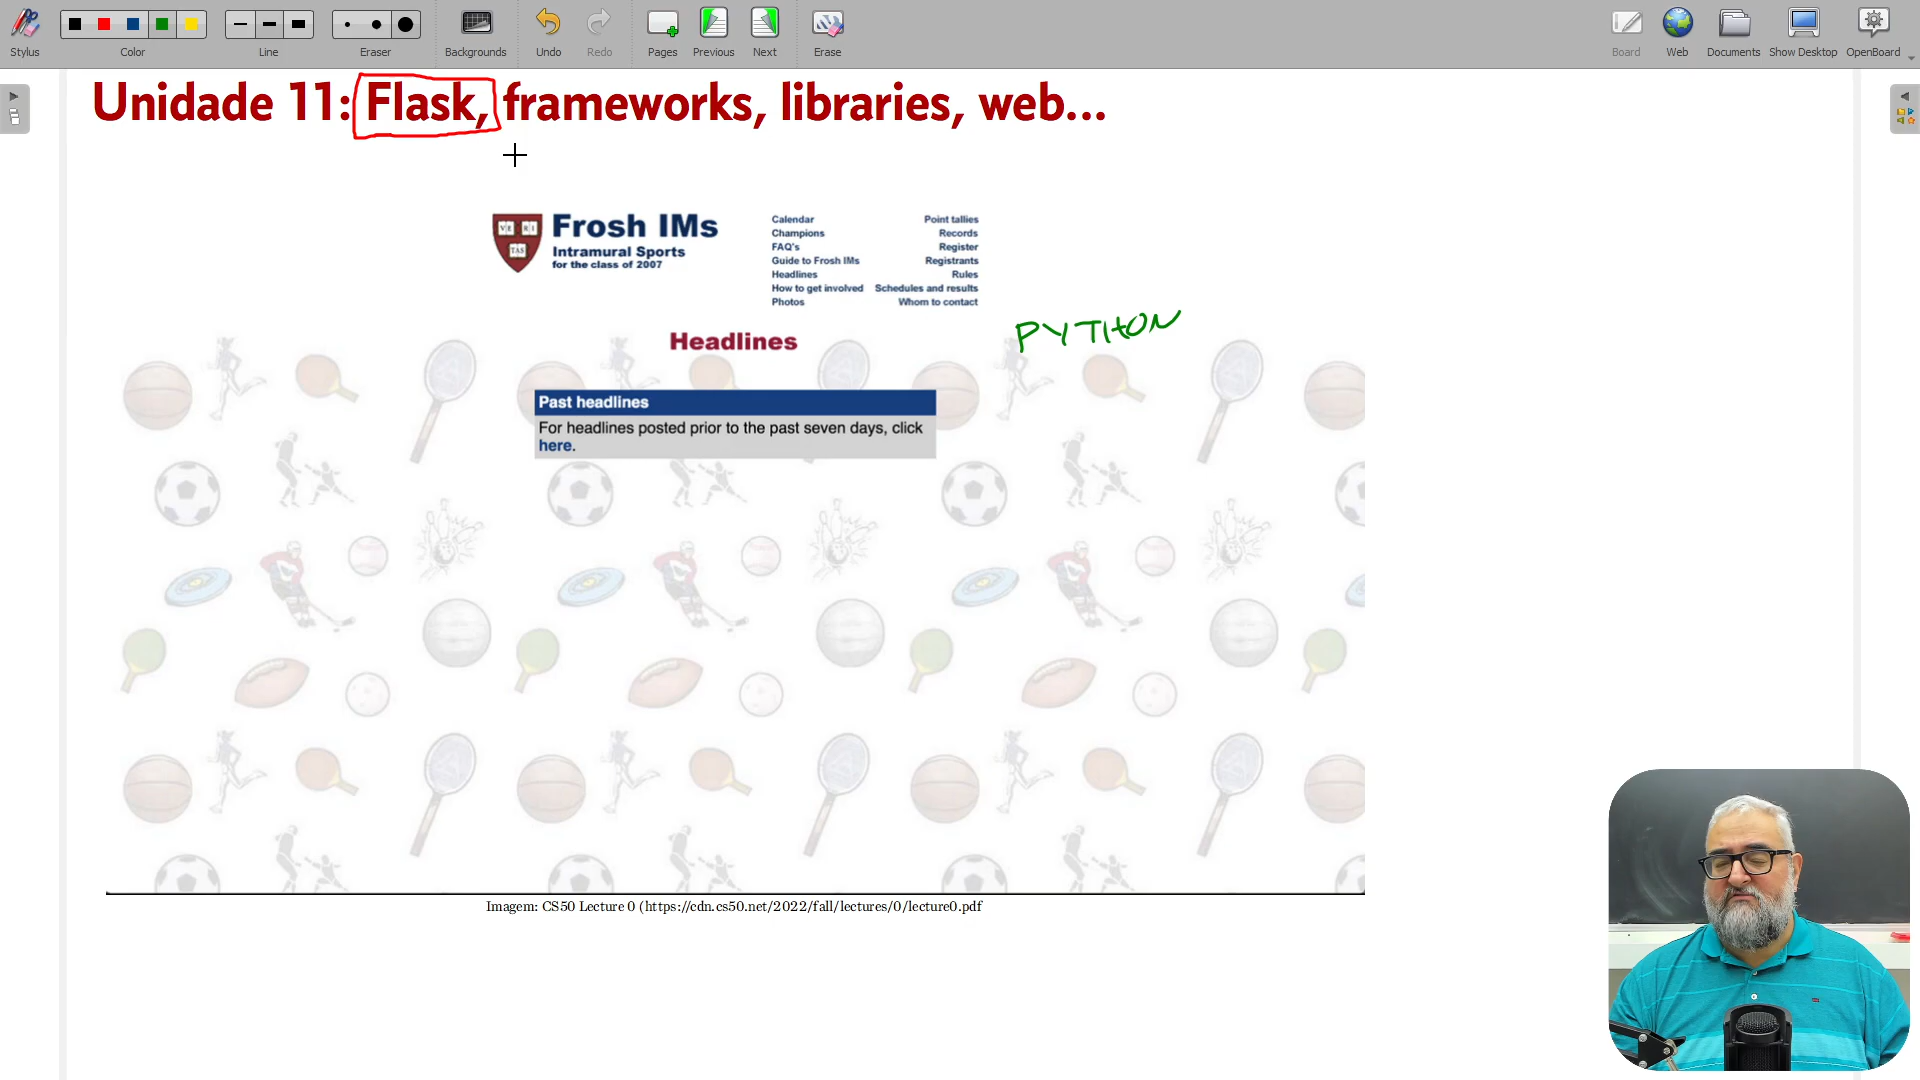 Stylus
Color
Line
Eraser
Backgrounds
Undo
Redo
Pages
Previous
Next
Erase
Board
Web
Documents
Show Desktop
OpenBoard
Unidade 11: Flask, frameworks, libraries, web...
VE RI
TAS
Frosh IMs
Intramural Sports
for the class of 2007
Calendar
Champions
FAQ's
Guide to Frosh IMs
Headlines
How to get involved
Photos
Point tallies
Records
Register
Registrants
Rules
Schedules and results
Whom to contact
PYTHON
Headlines
Past headlines
For headlines posted prior to the past seven days, click
here.
Imagem: CS50 Lecture 0 (https://cdn.cs50.net/2022/fall/lectures/0/lecture0.pdf